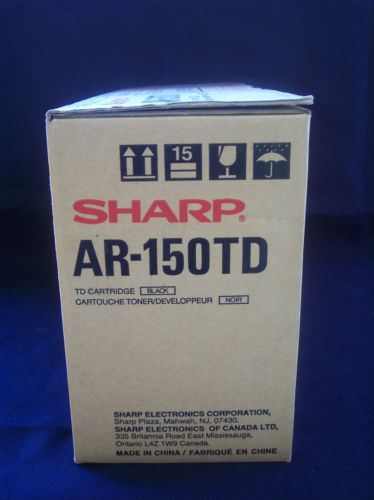 15
SHARP®
AR-150TD
TD CARTRIDGE BLACK
CARTOUCHE TONER/DEVELOPPEUR NOIR
SHARP ELECTRONICS CORPORATION,
Sharp Plaza, Mahwah, NJ, 07430.
SHARP ELECTRONICS OF CANADA LTD,
335 Britannia Road East Mississauga,
Ontario L4Z 1W9 Canada.
MADE IN CHINA / FABRIQUÉ EN CHINE